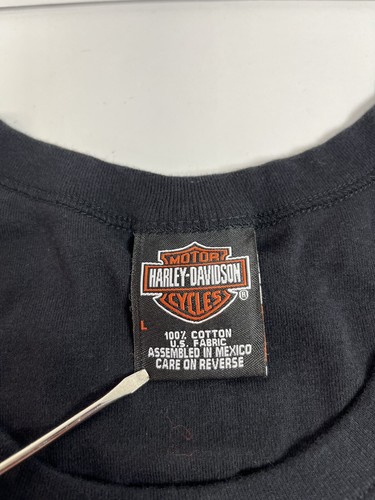 MOTOR
HARLEY-DAVIDSON
CYCLES®
L
100% COTTON
U.S. FABRIC
ASSEMBLED IN MEXICO
CARE ON REVERSE